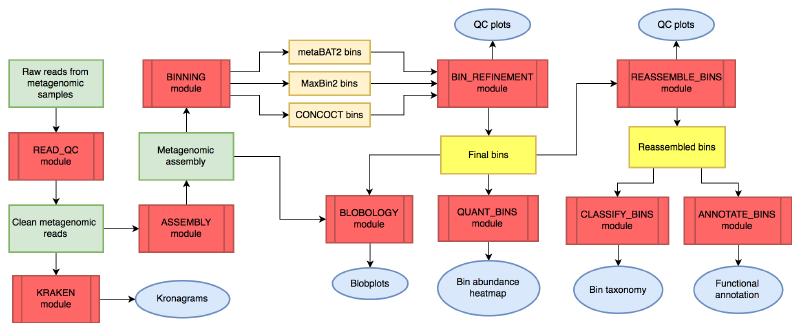 QC plots
QC plots
metaBAT2 bins
Raw reads from
metagenomic
samples
BINNING
module
MaxBin2 bins
BIN_REFINEMENT
module
REASSEMBLE_BINS
module
CONCOCT bins
READ_QC
module
Metagenomic
assembly
Final bins
Reassembled bins
Clean metagenomic
reads
ASSEMBLY
module
BLOBOLOGY
module
QUANT_BINS
module
CLASSIFY_BINS
module
ANNOTATE_BINS
module
KRAKEN
module
Kronagrams
Blobplots
Bin abundance
heatmap
Bin taxonomy
Functional
annotation